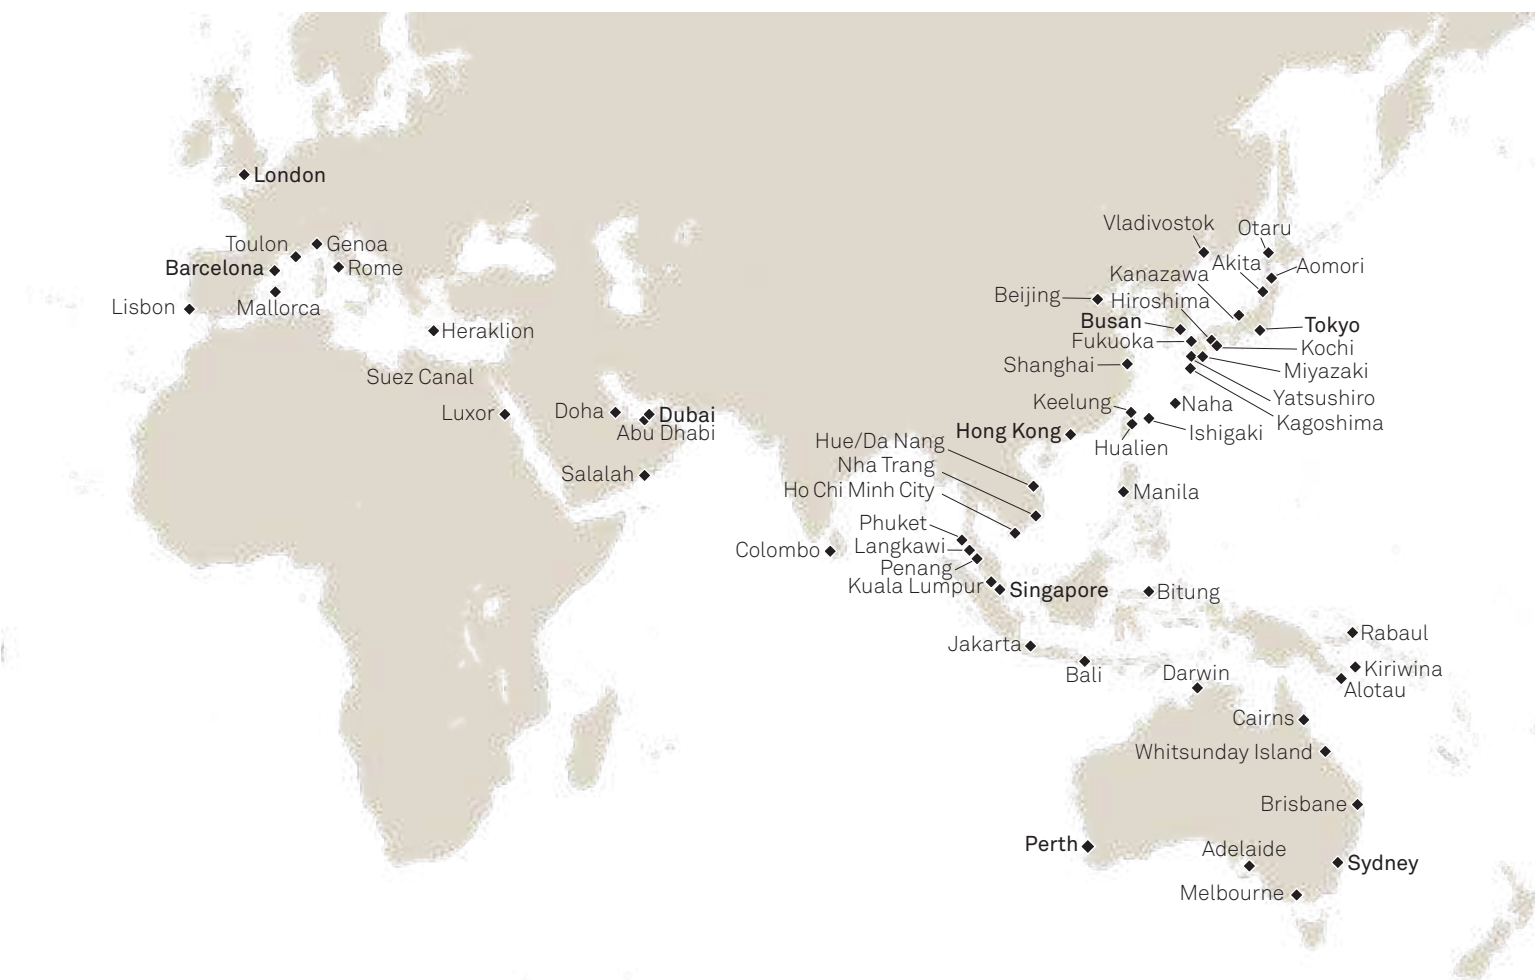 London
Toulon
Genoa
Barcelona
Rome
Lisbon
Mallorca
Heraklion
Suez Canal
Luxor
Doha
Dubai
Abu Dhabi
Salalah
Colombo
Vladivostok
Otaru
Akita
Aomori
Kanazawa
Beijing
Hiroshima
Busan
Tokyo
Fukuoka
Kochi
Shanghai
Miyazaki
Yatsushiro
Keelung
Naha
Kagoshima
Hong Kong
Ishigaki
Hualien
Hue/Da Nang
Nha Trang
Ho Chi Minh City
Manila
Phuket
Langkawi
Penang
Kuala Lumpur
Singapore
Bitung
Rabaul
Jakarta
Kiriwina
Bali
Darwin
Alotau
Cairns
Whitsunday Island
Brisbane
Perth
Adelaide
Sydney
Melbourne